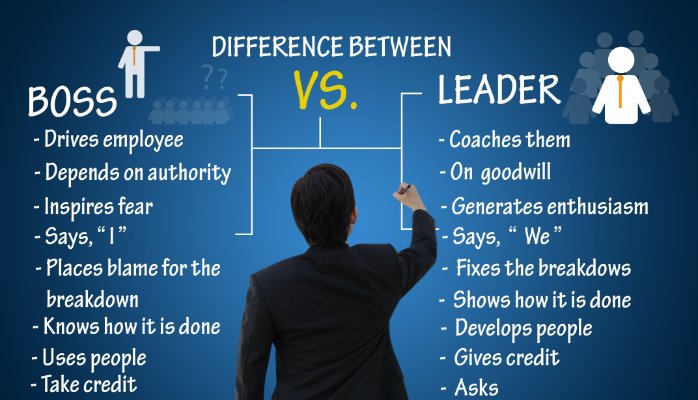 DIFFERENCE BETWEEN
VS.
BOSS
??
- Drives employee
- Depends on authority
- Inspires fear
- Says, “ I ”
- Places blame for the
breakdown
- Knows how it is done
- Uses people
- Take credit
LEADER
- Coaches them
- On goodwill
- Generates enthusiasm
- Says, “ We ”
- Fixes the breakdows
- Shows how it is done
- Develops people
- Gives credit
- Asks